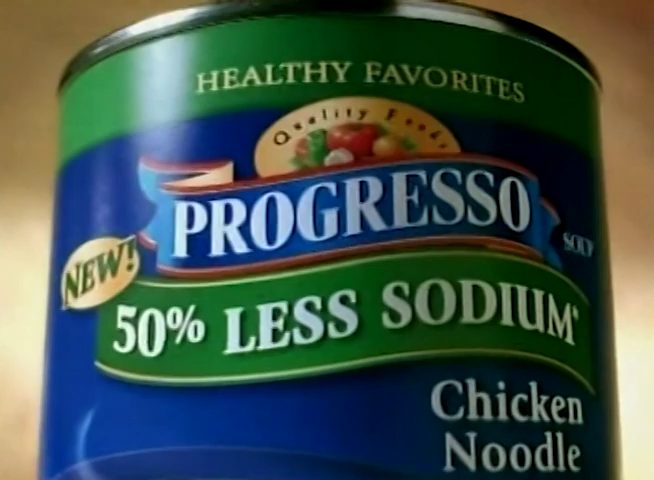 HEALTHY FAVORITES
Quality Foods
PROGRESSO
SOUP
NEW!
50% LESS SODIUM*
Chicken
Noodle